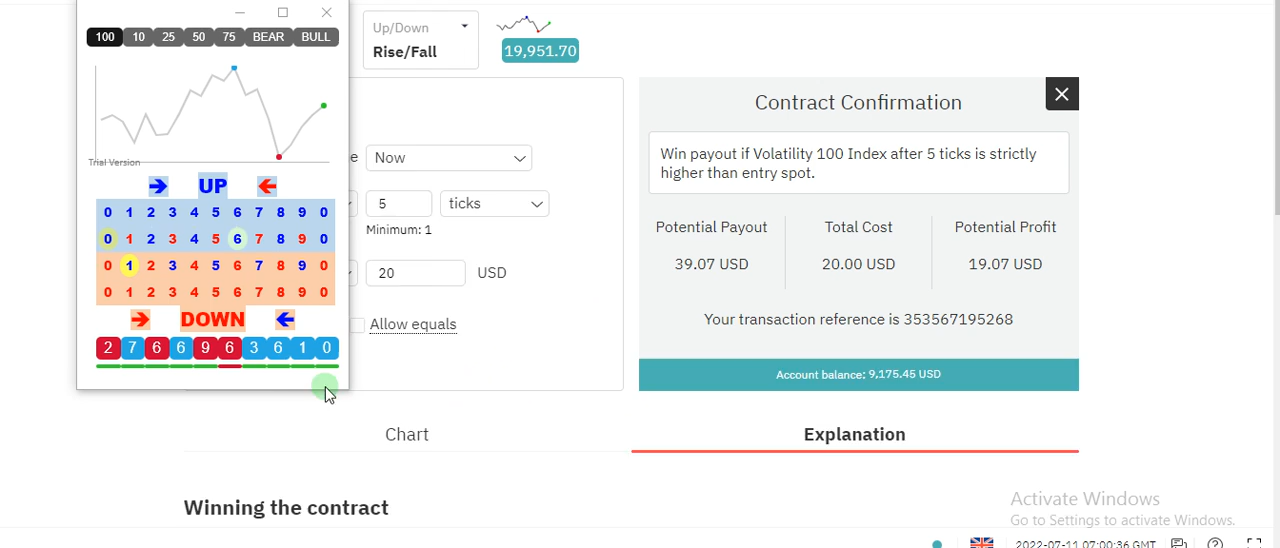 100 10 25 50 75 BEAR BULL
Trial Version
UP
0 1 2 3 4 5 6 7 8 9 0
0 1 2 3 4 5 6 7 8 9 0
0 1 2 3 4 5 6 7 8 9 0
0 1 2 3 4 5 6 7 8 9 0
DOWN
2 7 6 6 9 6 3 6 1 0
Up/Down
Rise/Fall
19,951.70
e Now
5 ticks
Minimum: 1
20 USD
Allow equals
Contract Confirmation
Win payout if Volatility 100 Index after 5 ticks is strictly
higher than entry spot.
Potential Payout Total Cost Potential Profit
39.07 USD 20.00 USD 19.07 USD
Your transaction reference is 353567195268
Account balance: 9,175.45 USD
Chart Explanation
Winning the contract
Activate Windows
Go to Settings to activate Windows.
2022-07-11 07:00:36 GMT